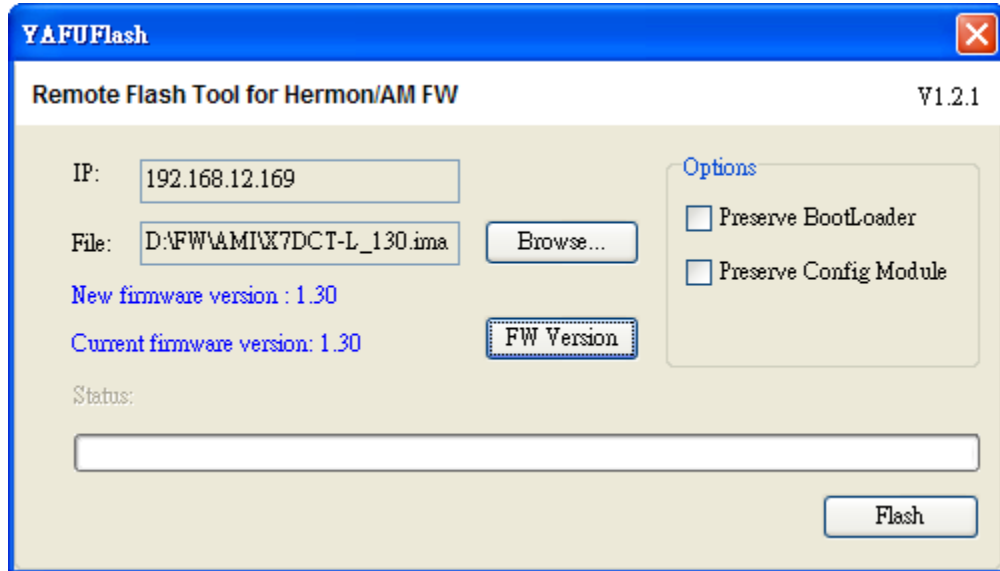 YAFUFlash
Remote Flash Tool for Hermon/AM FW V1.2.1
IP: 192.168.12.169
Options
Preserve BootLoader
File: D:\FW\AMI\X7DCT-L_130.ima Browse...
Preserve Config Module
New firmware version : 1.30
Current firmware version: 1.30 FW Version
Status:
Flash